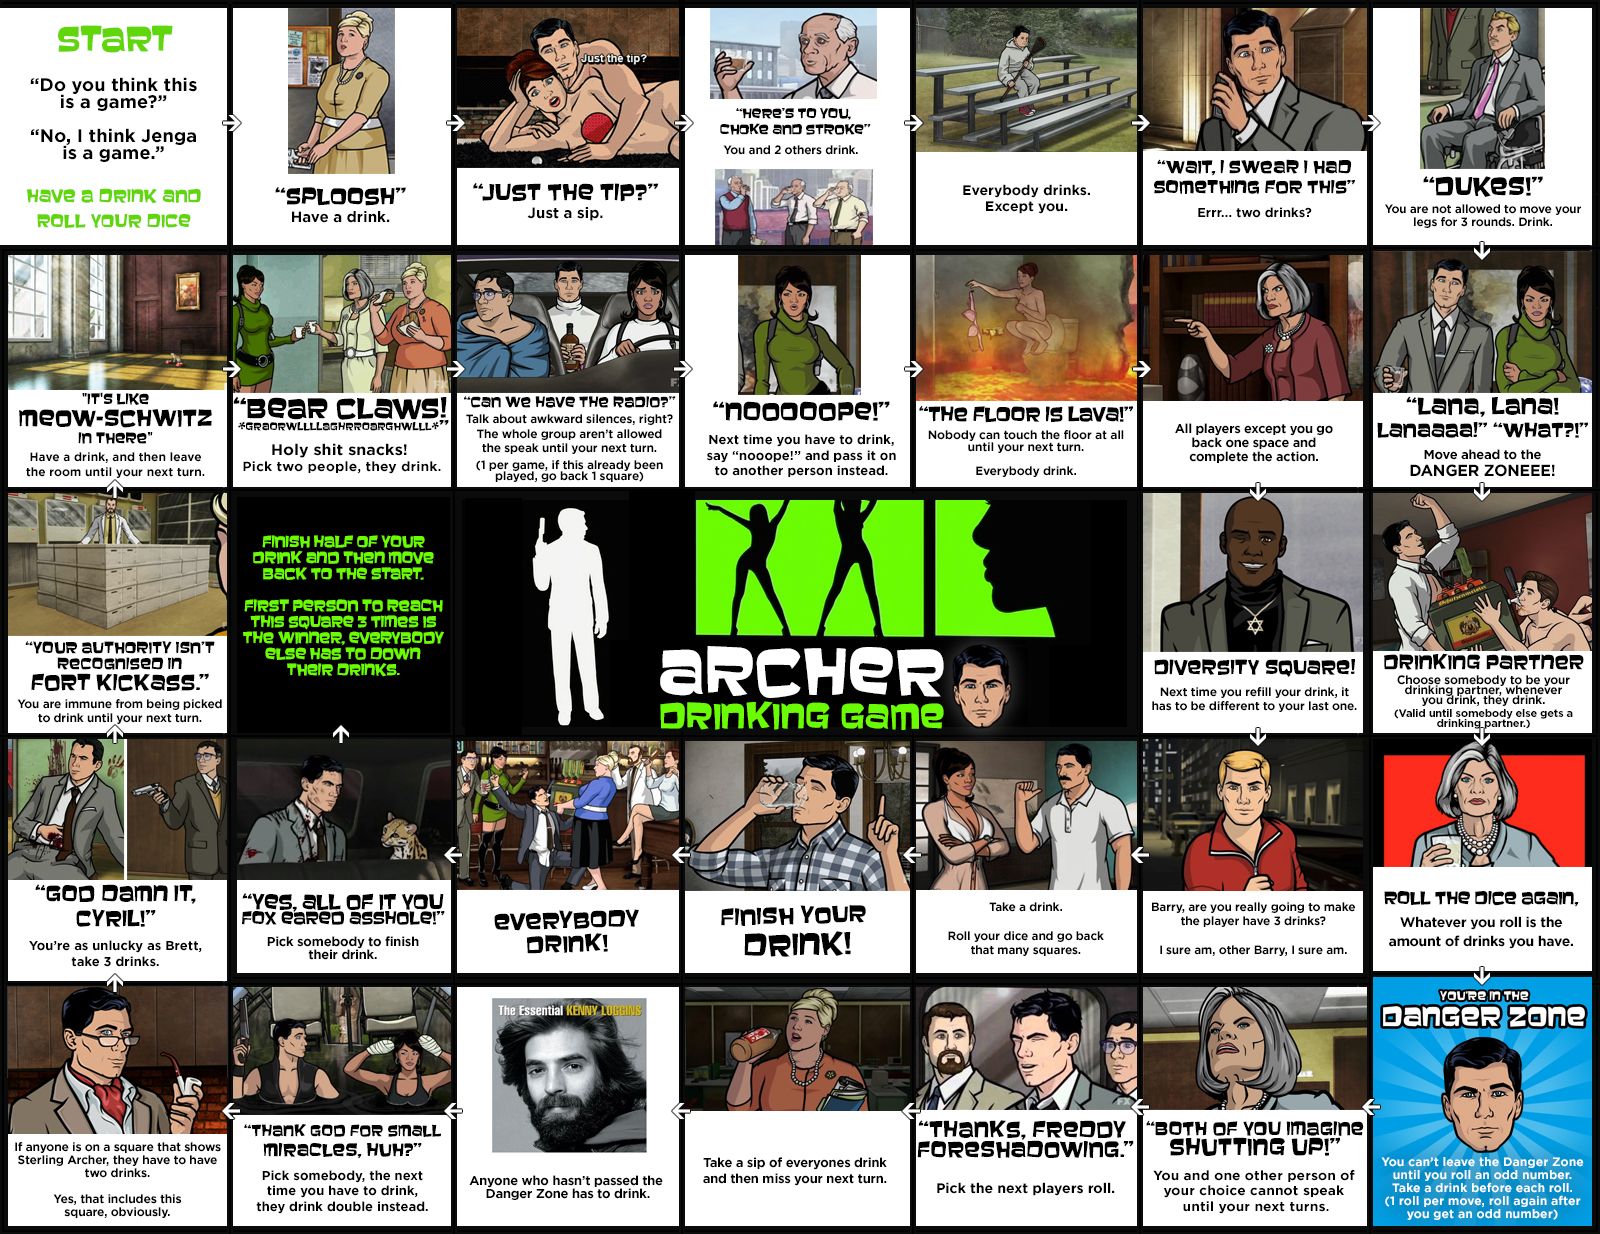 START
“Do you think this
is a game?”
“No, I think Jenga
is a game.”
HAVE A DRINK AND
ROLL YOUR DICE
“SPLOOSH”
Have a drink.
Just the tip?
“JUST THE TIP?”
Just a sip.
“HERE'S TO YOU,
CHOKE AND STROKE”
You and 2 others drink.
Everybody drinks.
Except you.
“WAIT, I SWEAR I HAD
SOMETHING FOR THIS”
Errr... two drinks?
“DUKES!”
You are not allowed to move your
legs for 3 rounds. Drink.
"IT'S LIKE
MEOW-SCHWITZ
IN THERE"
Have a drink, and then leave
the room until your next turn.
“BEAR CLAWS!
*GRAORWLLLLAGHRROARGHWLLL*”
Holy shit snacks!
Pick two people, they drink.
“CAN WE HAVE THE RADIO?”
Talk about awkward silences, right?
The whole group aren't allowed
the speak until your next turn.
(1 per game, if this already been
played, go back 1 square)
“NOOOOOPE!”
Next time you have to drink,
say “nooope!” and pass it on
to another person instead.
“THE FLOOR IS LAVA!”
Nobody can touch the floor at all
until your next turn.
Everybody drink.
All players except you go
back one space and
complete the action.
“LANA, LANA!
LANAAAA!” “WHAT?!”
Move ahead to the
DANGER ZONEEE!
“YOUR AUTHORITY ISN'T
RECOGNISED IN
FORT KICKASS.”
You are immune from being picked
to drink until your next turn.
FINISH HALF OF YOUR
DRINK AND THEN MOVE
BACK TO THE START.
FIRST PERSON TO REACH
THIS SQUARE 3 TIMES IS
THE WINNER, EVERYBODY
ELSE HAS TO DOWN
THEIR DRINKS.
ARCHER
DRINKING GAME
DIVERSITY SQUARE!
Next time you refill your drink, it
has to be different to your last one.
DRINKING PARTNER
Choose somebody to be your
drinking partner, whenever
you drink, they drink.
(Valid until somebody else gets a
drinking partner.)
“GOD DAMN IT,
CYRIL!”
You're as unlucky as Brett,
take 3 drinks.
“YES, ALL OF IT YOU
FOX EARED ASSHOLE!”
Pick somebody to finish
their drink.
EVERYBODY
DRINK!
FINISH YOUR
DRINK!
Take a drink.
Roll your dice and go back
that many squares.
Barry, are you really going to make
the player have 3 drinks?
I sure am, other Barry, I sure am.
ROLL THE DICE AGAIN,
Whatever you roll is the
amount of drinks you have.
If anyone is on a square that shows
Sterling Archer, they have to have
two drinks.
Yes, that includes this
square, obviously.
“THANK GOD FOR SMALL
MIRACLES, HUH?”
Pick somebody, the next
time you have to drink,
they drink double instead.
The Essential KENNY LOGGINS
Anyone who hasn't passed the
Danger Zone has to drink.
Take a sip of everyones drink
and then miss your next turn.
“THANKS, FREDDY
FORESHADOWING.”
Pick the next players roll.
“BOTH OF YOU IMAGINE
SHUTTING UP!”
You and one other person of
your choice cannot speak
until your next turns.
YOU'RE IN THE
DANGER ZONE
You can't leave the Danger Zone
until you roll an odd number.
Take a drink before each roll.
(1 roll per move, roll again after
you get an odd number)